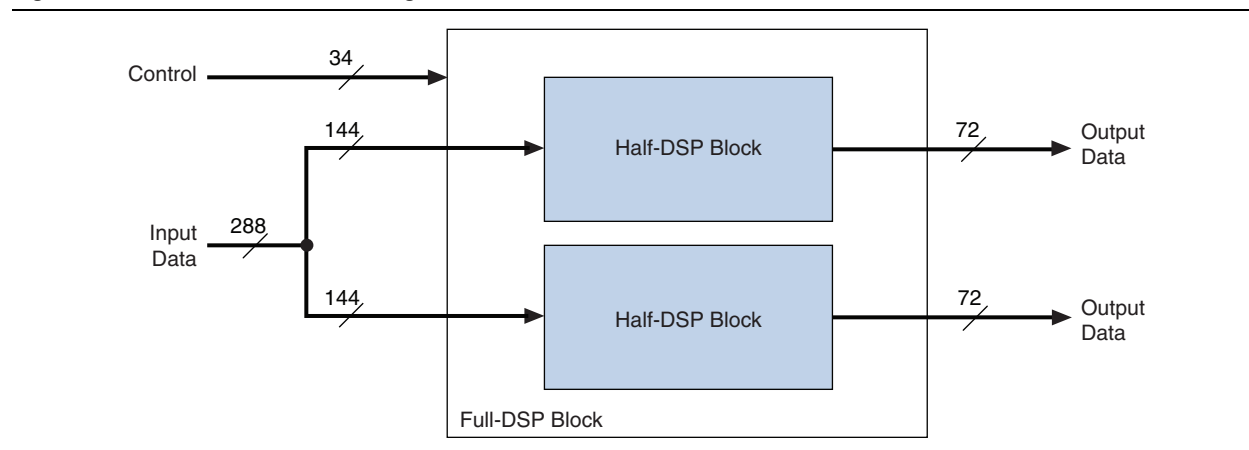 34
Control
144
72
Half-DSP Block
Output
Data
288
Input
Data
144
72
Half-DSP Block
Output
Data
Full-DSP Block